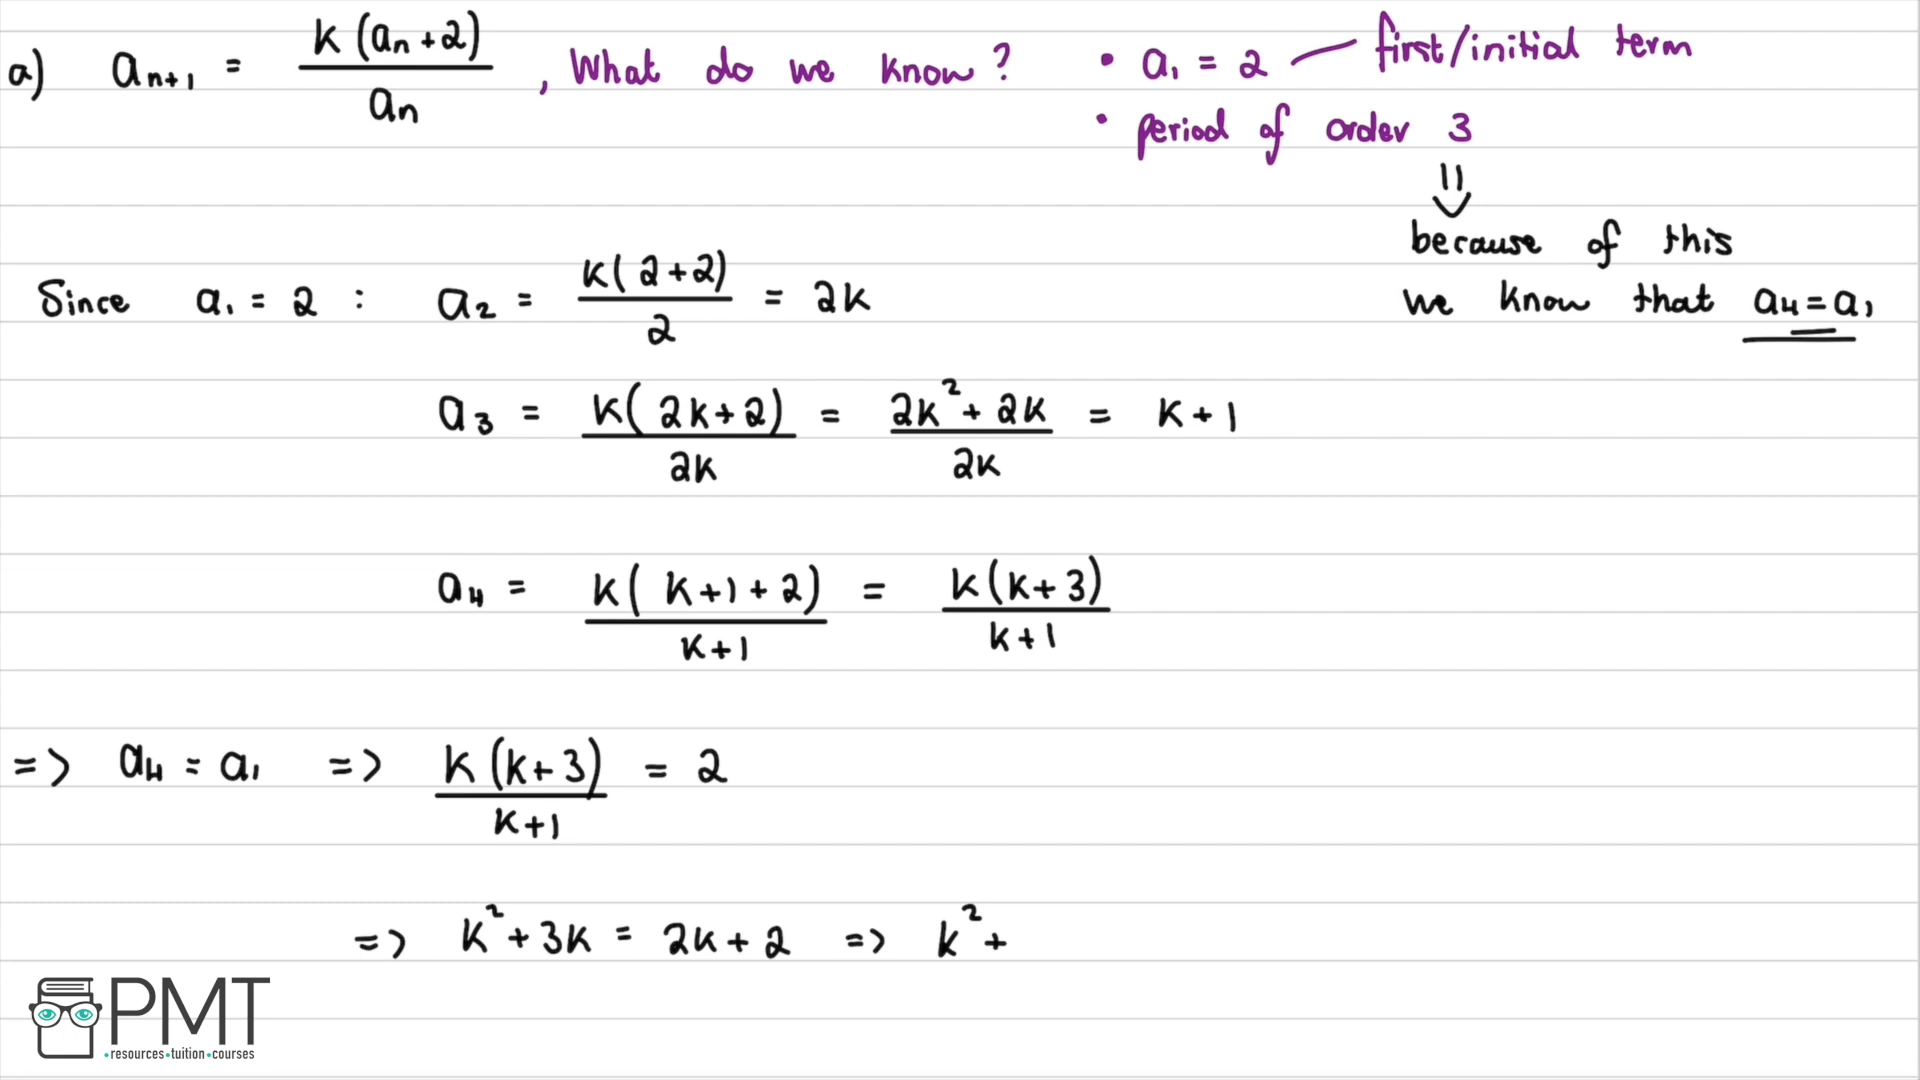 a) aₙ₊₁ = k(aₙ+2)/aₙ , What do we know? • a₁ = 2 — first/initial term
• period of order 3
⇓
because of this
we know that a₄=a₁
Since a₁ = 2 : a₂ = k(2+2)/2 = 2k
a₃ = k(2k+2)/2k = 2k²+2k/2k = k+1
a₄ = k(k+1+2)/k+1 = k(k+3)/k+1
=> a₄ = a₁ => k(k+3)/k+1 = 2
=> k²+3k = 2k+2 => k²+
PMT
•resources•tuition•courses